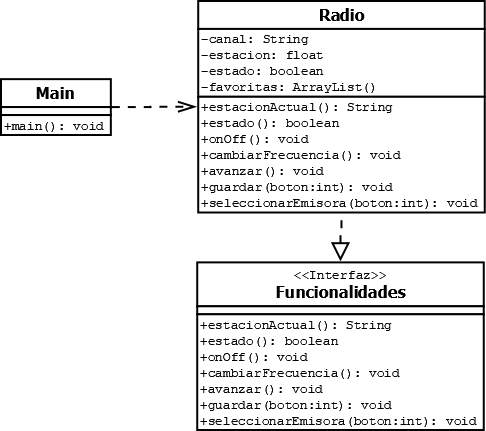 Radio
-canal: String
-estacion: float
-estado: boolean
-favoritas: ArrayList()
+estacionActual(): String
+estado(): boolean
+onOff(): void
+cambiarFrecuencia(): void
+avanzar(): void
+guardar(boton:int): void
+seleccionarEmisora(boton:int): void
Main
+main(): void
<<Interfaz>>
Funcionalidades
+estacionActual(): String
+estado(): boolean
+onOff(): void
+cambiarFrecuencia(): void
+avanzar(): void
+guardar(boton:int): void
+seleccionarEmisora(boton:int): void